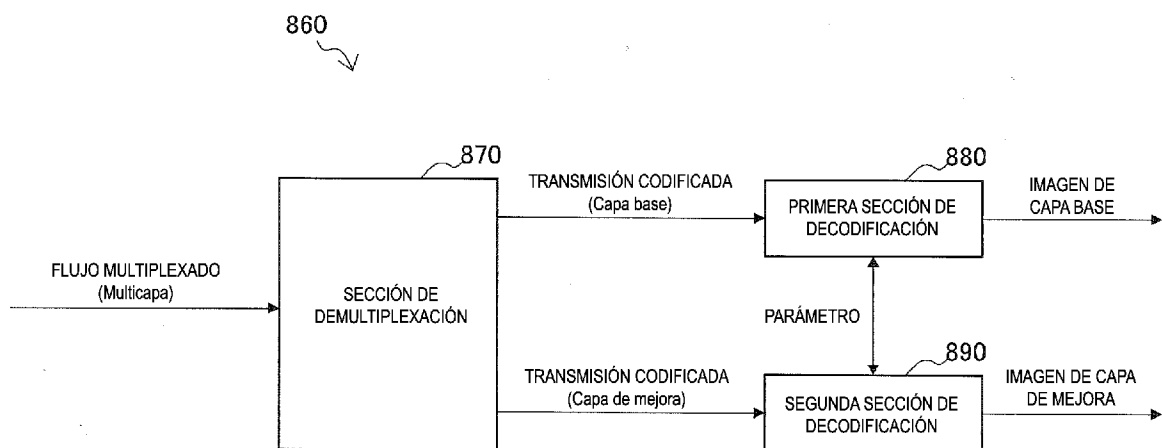 860
870
880
TRANSMISIÓN CODIFICADA
(Capa base)
PRIMERA SECCIÓN DE
DECODIFICACIÓN
IMAGEN DE
CAPA BASE
FLUJO MULTIPLEXADO
(Multicapa)
SECCIÓN DE
DEMULTIPLEXACIÓN
PARÁMETRO
890
TRANSMISIÓN CODIFICADA
(Capa de mejora)
SEGUNDA SECCIÓN DE
DECODIFICACIÓN
IMAGEN DE CAPA
DE MEJORA